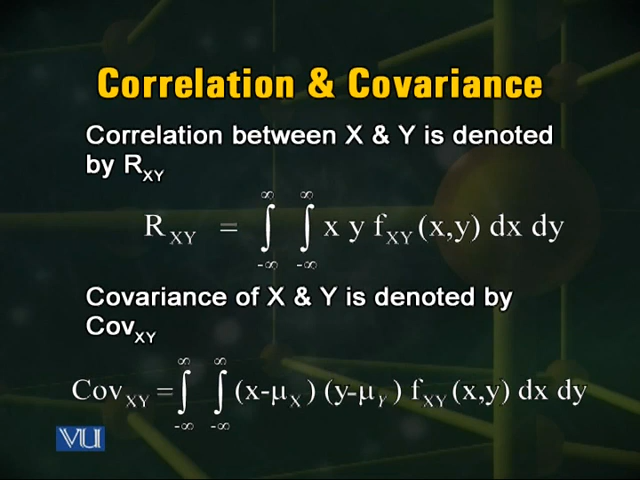 Correlation & Covariance
Correlation between X & Y is denoted
by R_XY
R_XY = ∫_{-∞}^{∞} ∫_{-∞}^{∞} x y f_XY (x,y) dx dy
Covariance of X & Y is denoted by
Cov_XY
Cov_XY = ∫_{-∞}^{∞} ∫_{-∞}^{∞} (x-μ_X) (y-μ_Y) f_XY (x,y) dx dy
VU